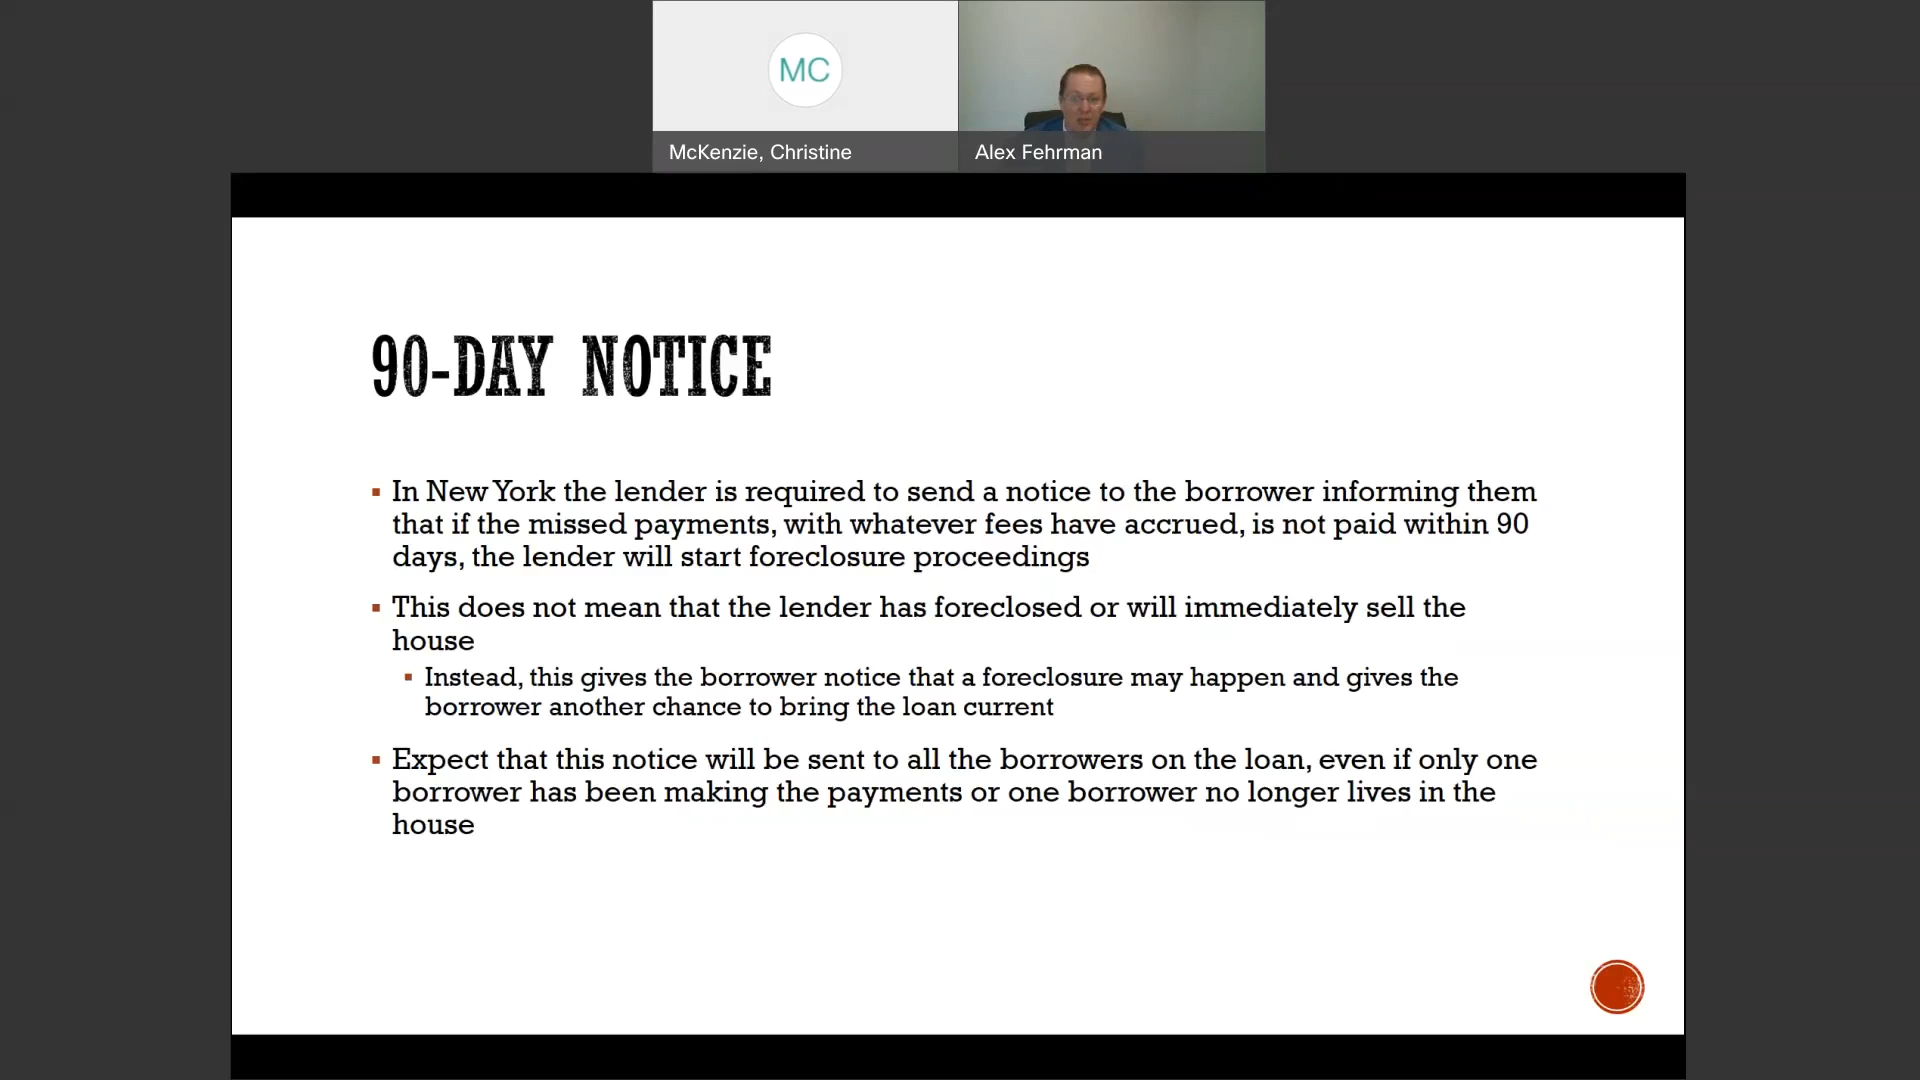 MC
McKenzie, Christine
Alex Fehrman
90-DAY NOTICE
In New York the lender is required to send a notice to the borrower informing them
that if the missed payments, with whatever fees have accrued, is not paid within 90
days, the lender will start foreclosure proceedings
This does not mean that the lender has foreclosed or will immediately sell the
house
Instead, this gives the borrower notice that a foreclosure may happen and gives the
borrower another chance to bring the loan current
Expect that this notice will be sent to all the borrowers on the loan, even if only one
borrower has been making the payments or one borrower no longer lives in the
house